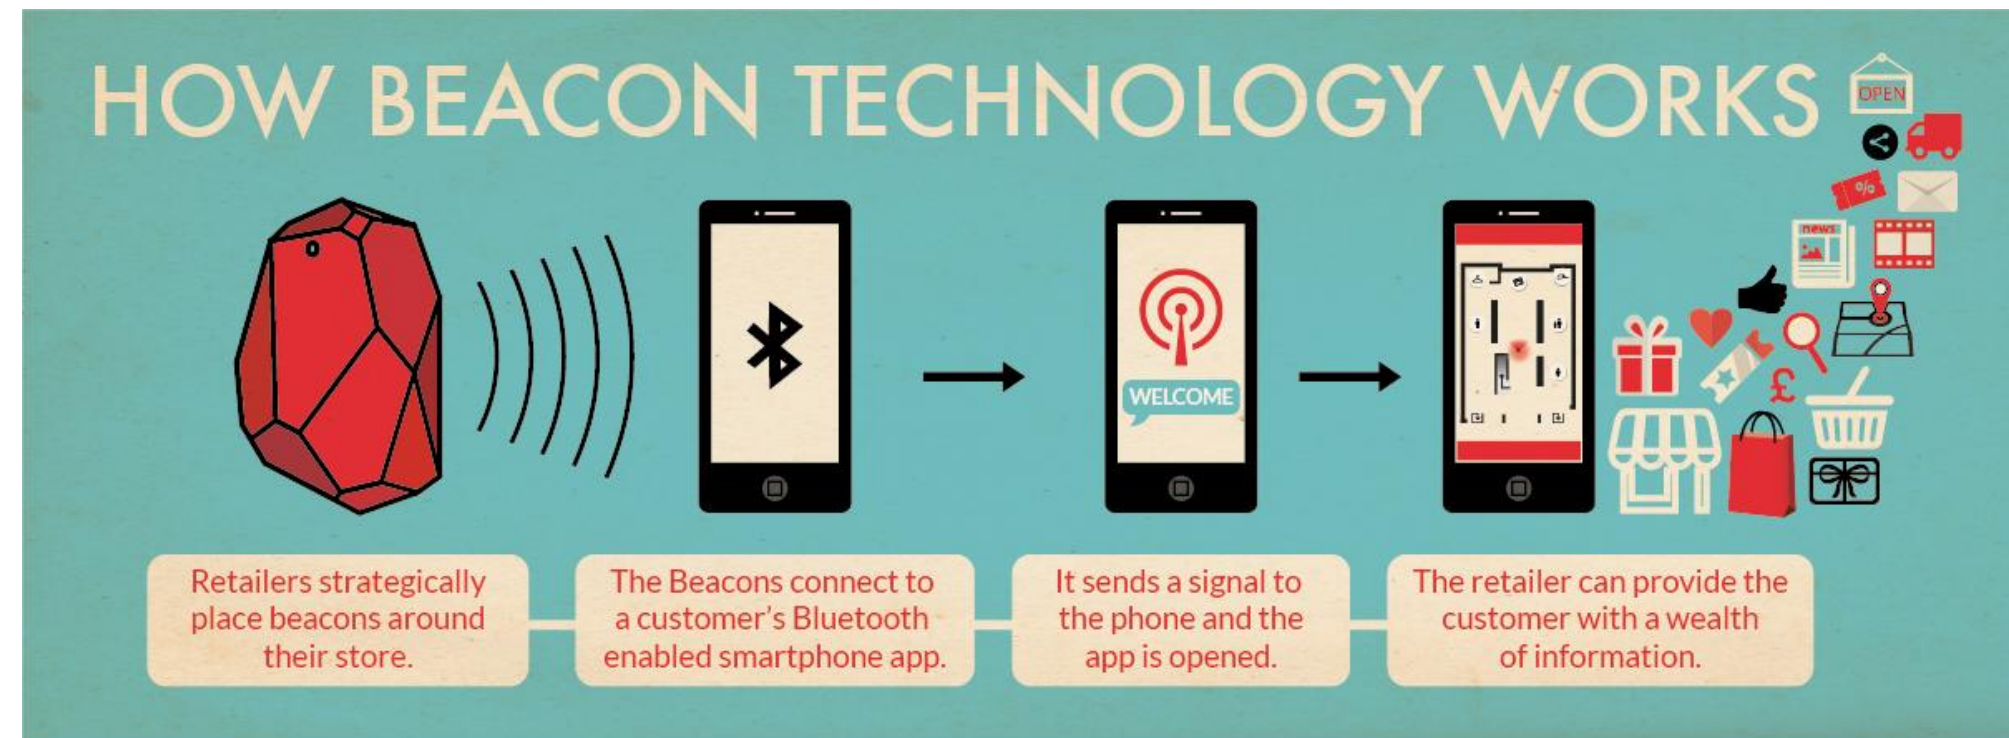 HOW BEACON TECHNOLOGY WORKS
OPEN
%
news
£
WELCOME
Retailers strategically
place beacons around
their store.
The Beacons connect to
a customer's Bluetooth
enabled smartphone app.
It sends a signal to
the phone and the
app is opened.
The retailer can provide the
customer with a wealth
of information.